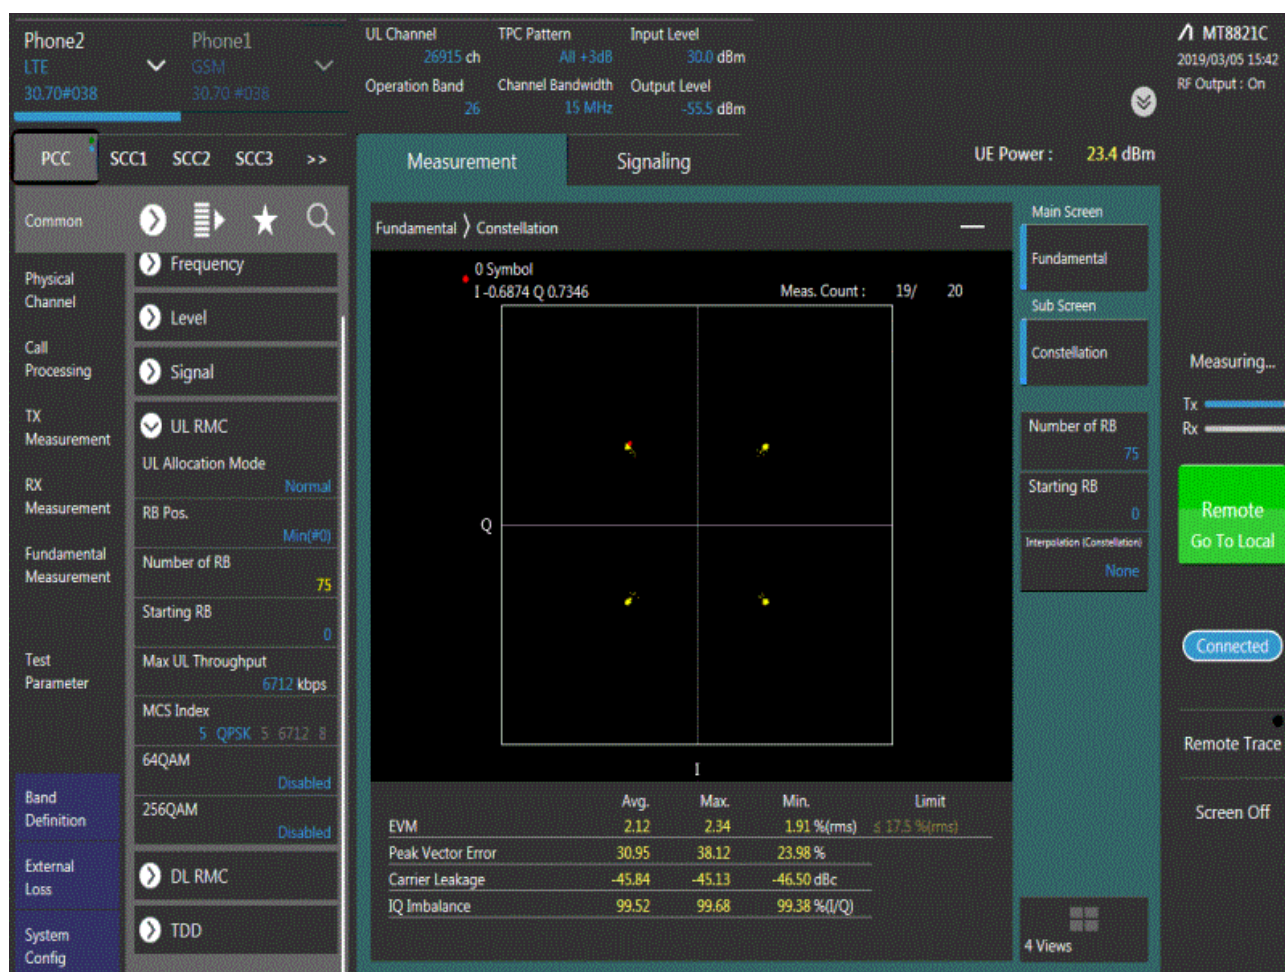 Phone2
LTE
30.70#038
Phone1
GSM
30.70 #038
UL Channel
26915 ch
Operation Band
26
TPC Pattern
All +3dB
Channel Bandwidth
15 MHz
Input Level
30.0 dBm
Output Level
-55.5 dBm
MT8821C
2019/03/05 15:42
RF Output : On
PCC SCC1 SCC2 SCC3 >>
Measurement
Signaling
UE Power : 23.4 dBm
Common
Physical
Channel
Call
Processing
TX
Measurement
RX
Measurement
Fundamental
Measurement
Test
Parameter
Band
Definition
External
Loss
System
Config
Frequency
Level
Signal
UL RMC
UL Allocation Mode
Normal
RB Pos.
Min(#0)
Number of RB
75
Starting RB
0
Max UL Throughput
6712 kbps
MCS Index
5 QPSK 5 6712 8
64QAM
Disabled
256QAM
Disabled
DL RMC
TDD
Fundamental Constellation
0 Symbol
I -0.6874 Q 0.7346
Meas. Count : 19/ 20
Q
I
Avg. Max. Min. Limit
EVM 2.12 2.34 1.91 %(rms) ≤ 17.5 %(rms)
Peak Vector Error 30.95 38.12 23.98 %
Carrier Leakage -45.84 -45.13 -46.50 dBc
IQ Imbalance 99.52 99.68 99.38 %(I/Q)
Main Screen
Fundamental
Sub Screen
Constellation
Number of RB
75
Starting RB
0
Interpolation (Constellation)
None
4 Views
Measuring...
Tx
Rx
Remote
Go To Local
Connected
Remote Trace
Screen Off